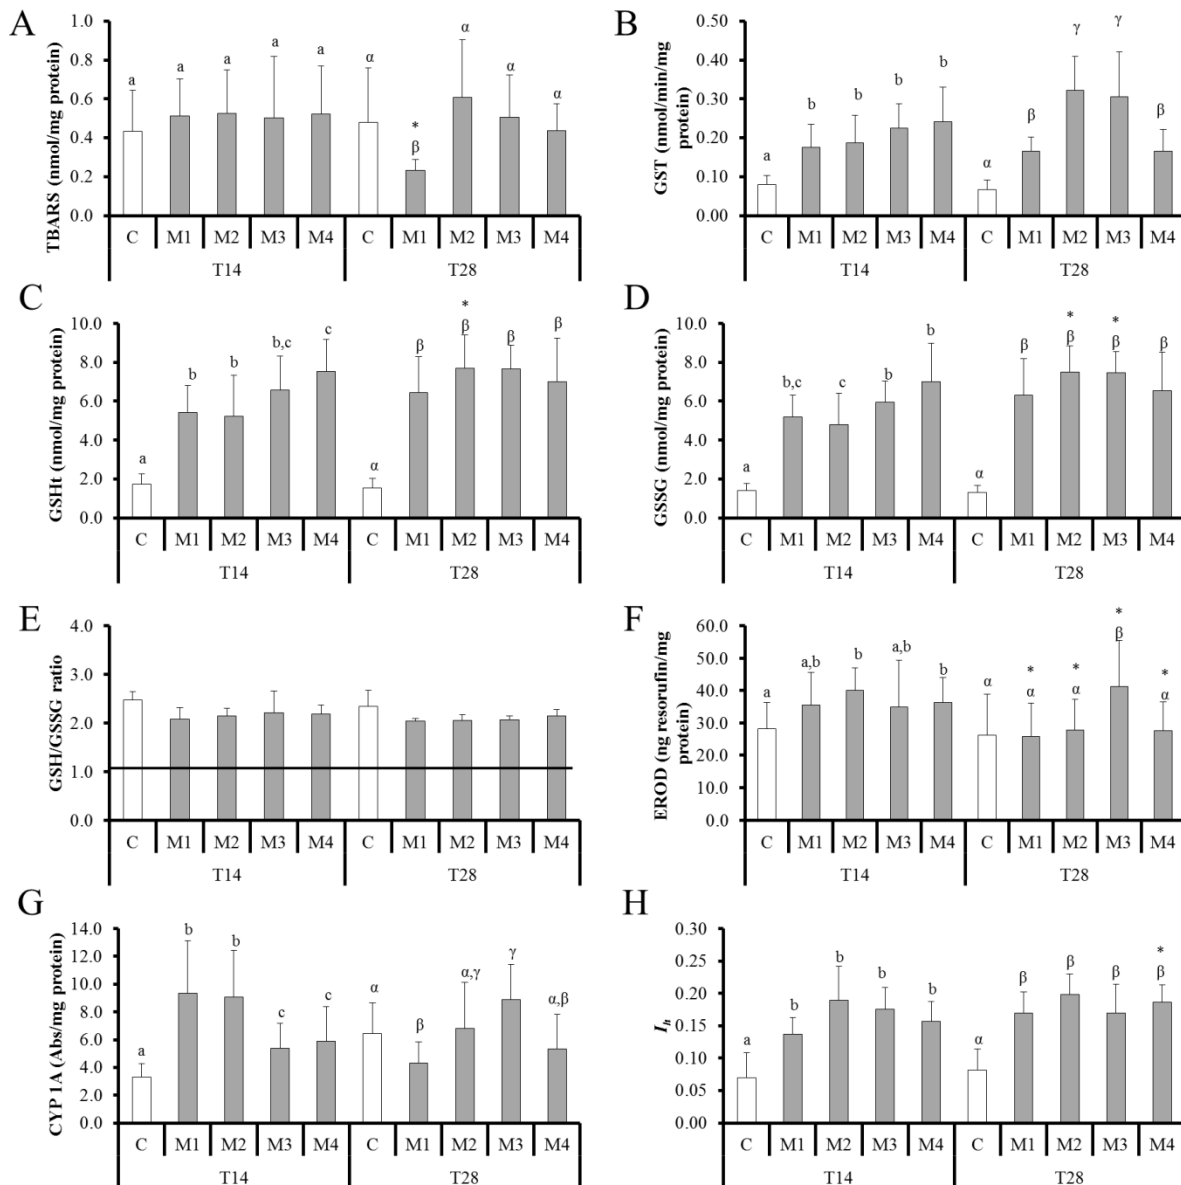 A
TBARS (nmol/mg protein)
1.0
0.8
0.6
0.4
0.2
0.0
a a a a a α * β α α α
C M1 M2 M3 M4 C M1 M2 M3 M4
T14 T28
B
GST (nmol/min/mg
protein)
0.50
0.40
0.30
0.20
0.10
0.00
a b b b b α β γ γ β
C M1 M2 M3 M4 C M1 M2 M3 M4
T14 T28
C
GSHt (nmol/mg protein)
10.0
8.0
6.0
4.0
2.0
0.0
a b b b,c c α β * β β β
C M1 M2 M3 M4 C M1 M2 M3 M4
T14 T28
D
GSSG (nmol/mg protein)
10.0
8.0
6.0
4.0
2.0
0.0
a b,c c b b α β * β * β β
C M1 M2 M3 M4 C M1 M2 M3 M4
T14 T28
E
GSH/GSSG ratio
4.0
3.0
2.0
1.0
0.0
C M1 M2 M3 M4 C M1 M2 M3 M4
T14 T28
F
EROD (ng resorufin/mg
protein)
60.0
50.0
40.0
30.0
20.0
10.0
0.0
a a,b b a,b b α * α * α * β * α
C M1 M2 M3 M4 C M1 M2 M3 M4
T14 T28
G
CYP 1A (Abs/mg protein)
14.0
12.0
10.0
8.0
6.0
4.0
2.0
0.0
a b b c c α β α,γ γ α,β
C M1 M2 M3 M4 C M1 M2 M3 M4
T14 T28
H
Ih
0.30
0.25
0.20
0.15
0.10
0.05
0.00
a b b b b α β β β * β
C M1 M2 M3 M4 C M1 M2 M3 M4
T14 T28